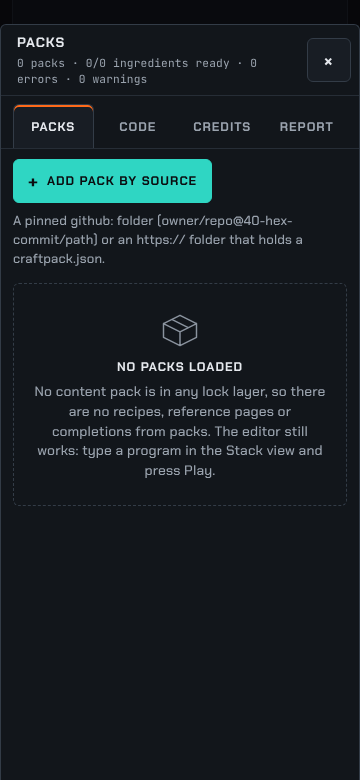 PACKS
0 packs · 0/0 ingredients ready · 0
errors · 0 warnings
×
PACKS CODE CREDITS REPORT
+ ADD PACK BY SOURCE
A pinned github: folder (owner/repo@40-hex-
commit/path) or an https:// folder that holds a
craftpack.json.
NO PACKS LOADED
No content pack is in any lock layer, so there
are no recipes, reference pages or
completions from packs. The editor still
works: type a program in the Stack view and
press Play.